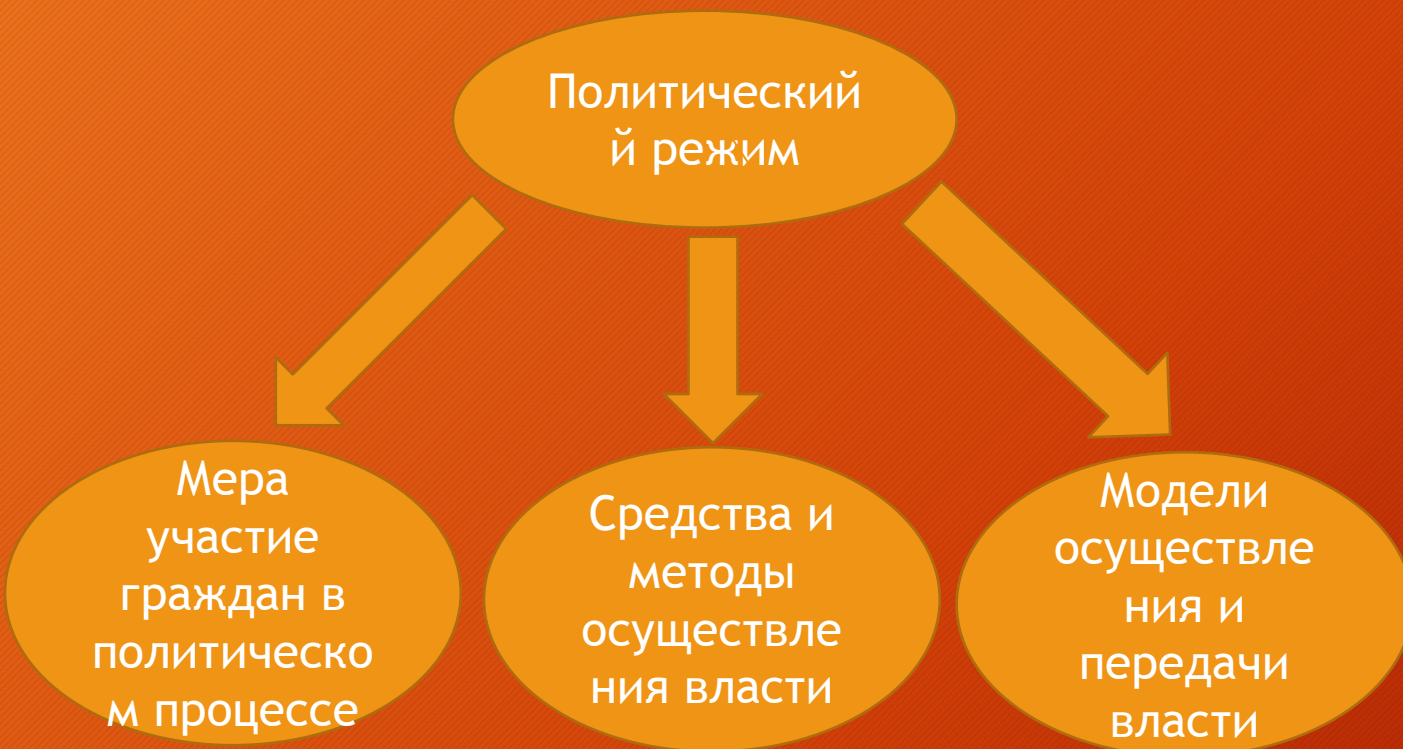 Политический
й режим
Мера
участие
граждан в
политическо
м процессе
Средства и
методы
осуществле
ния власти
Модели
осуществле
ния и
передачи
власти